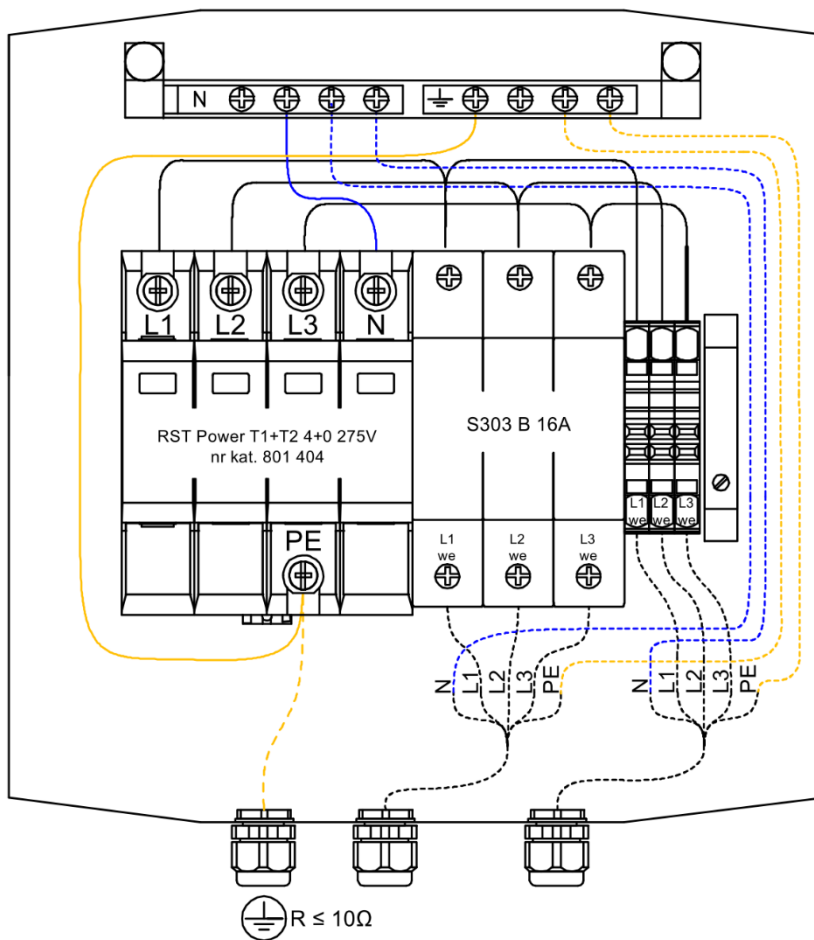 N
L1 L2 L3 N
RST Power T1+T2 4+0 275V
nr kat. 801 404
S303 B 16A
PE
L1 we
L2 we
L3 we
L1 we
L2 we
L3 we
N L1 L2 L3 PE
N L1 L2 L3 PE
R ≤ 10Ω